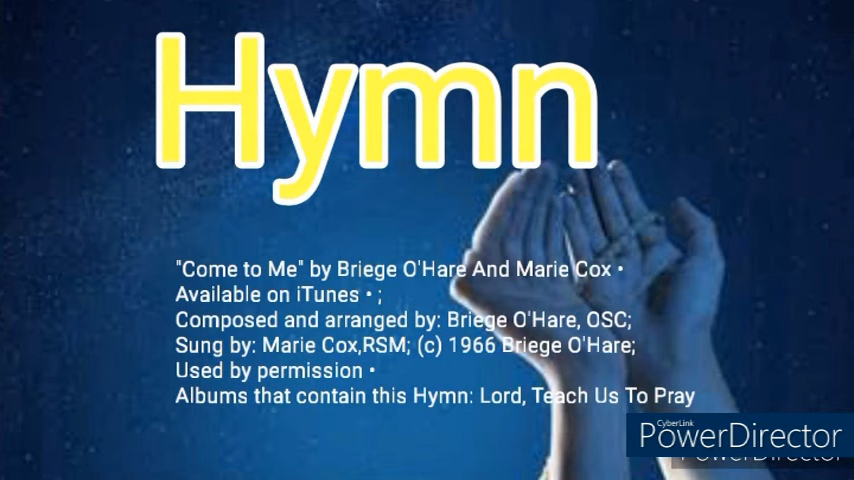 Hymn
"Come to Me" by Briege O'Hare And Marie Cox •
Available on iTunes • ;
Composed and arranged by: Briege O'Hare, OSC;
Sung by: Marie Cox,RSM; (c) 1966 Briege O'Hare;
Used by permission •
Albums that contain this Hymn: Lord, Teach Us To Pray
CyberLink
PowerDirector
PowerDirector